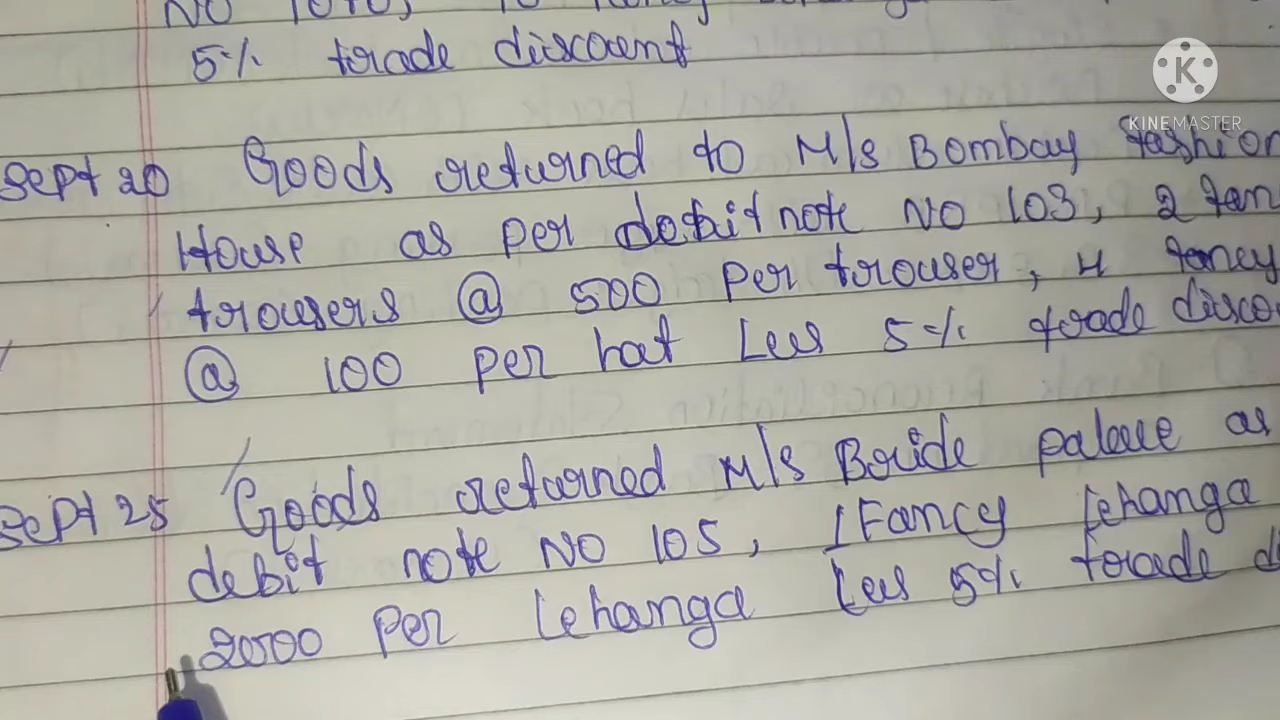 5% trade discount
Sept 20 Goods returned to M/s Bombay Fashion
House as per debit note No 103, 2
trousers @ 500 per trouser, 4 fancy
@ 100 per hat Less 5% trade disco
Sept 25 Goods returned M/s Bride palace as
debit note No 105, 1 Fancy Lehanga
2000 per Lehanga Less 5% trade di
KINEMASTER